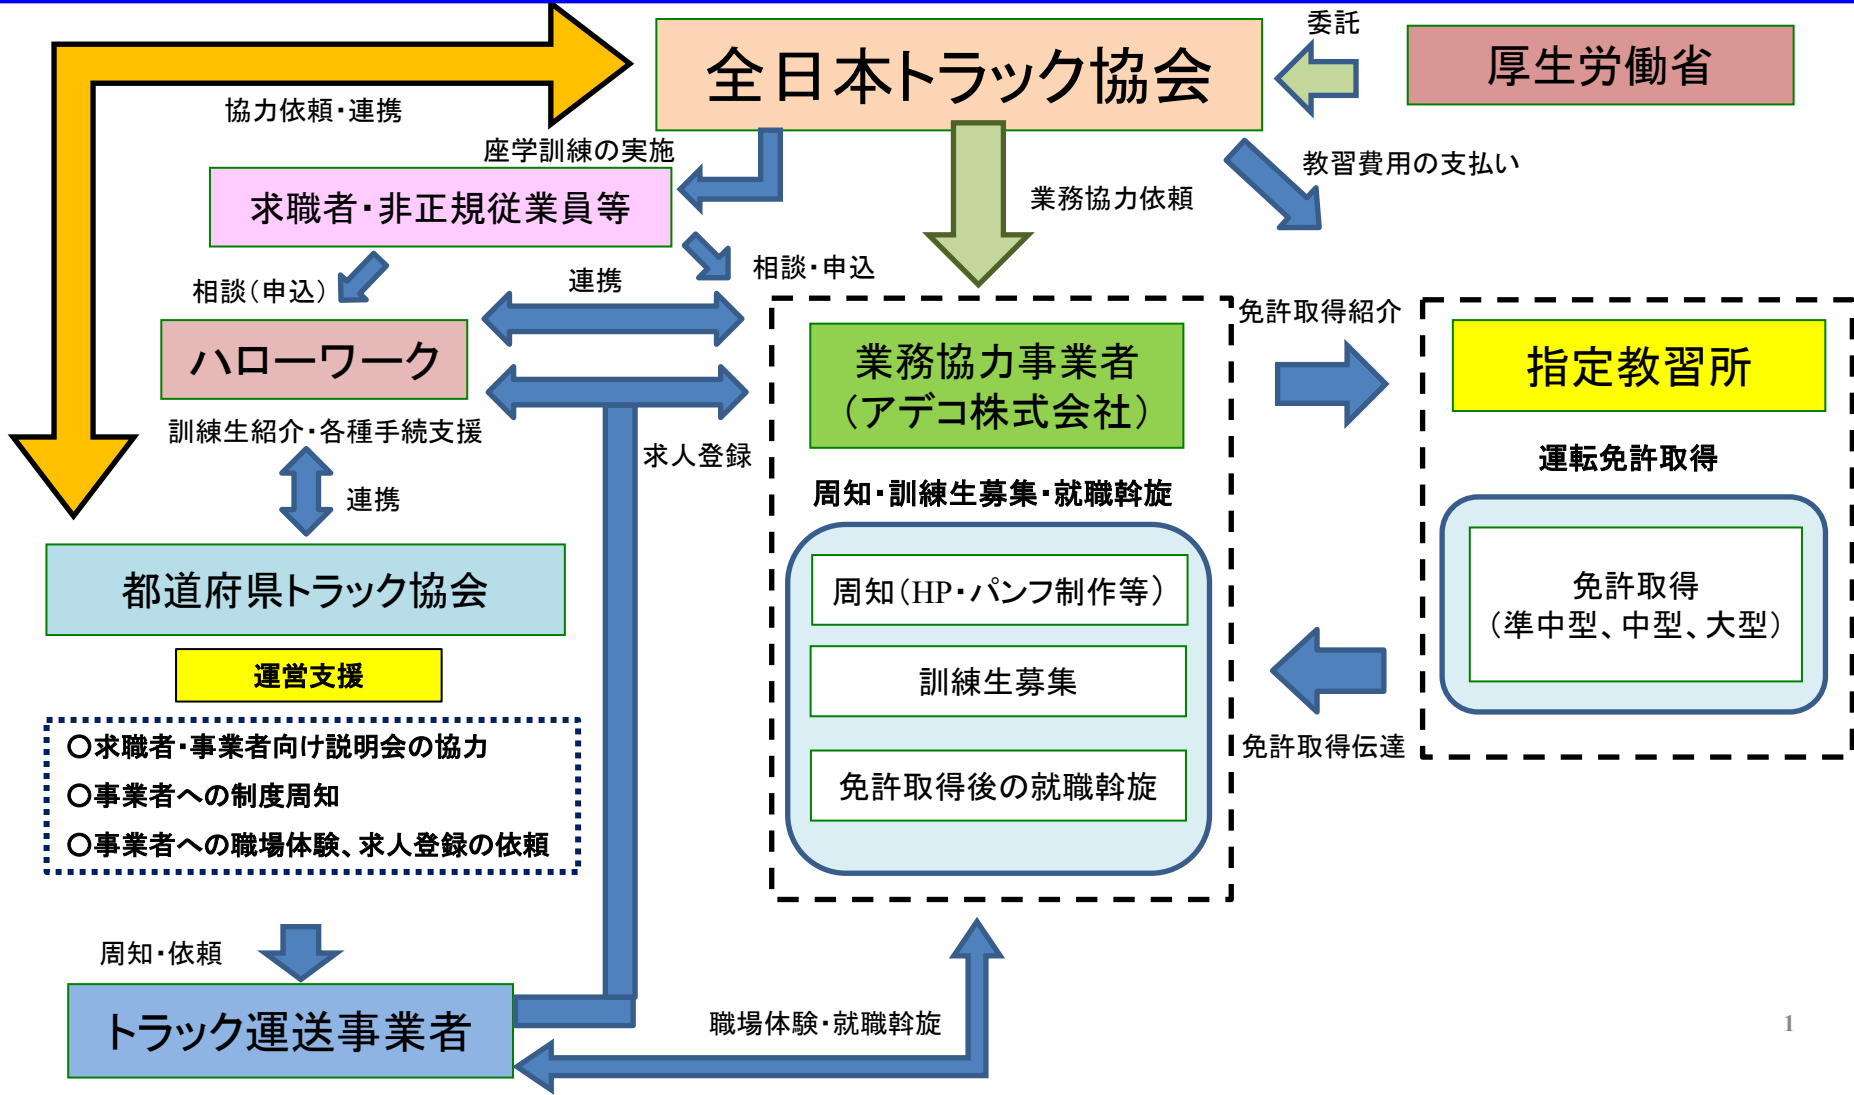 委託
全日本トラック協会
厚生労働省
協力依頼・連携
座学訓練の実施
教習費用の支払い
求職者・非正規従業員等
業務協力依頼
相談（申込）
連携
相談・申込
免許取得紹介
ハローワーク
業務協力事業者
（アデコ株式会社）
指定教習所
訓練生紹介・各種手続支援
求人登録
運転免許取得
連携
周知・訓練生募集・就職斡旋
都道府県トラック協会
周知（HP・パンフ制作等）
免許取得
（準中型、中型、大型）
運営支援
訓練生募集
〇求職者・事業者向け説明会の協力
免許取得伝達
〇事業者への制度周知
免許取得後の就職斡旋
〇事業者への職場体験、求人登録の依頼
周知・依頼
トラック運送事業者
職場体験・就職斡旋
1